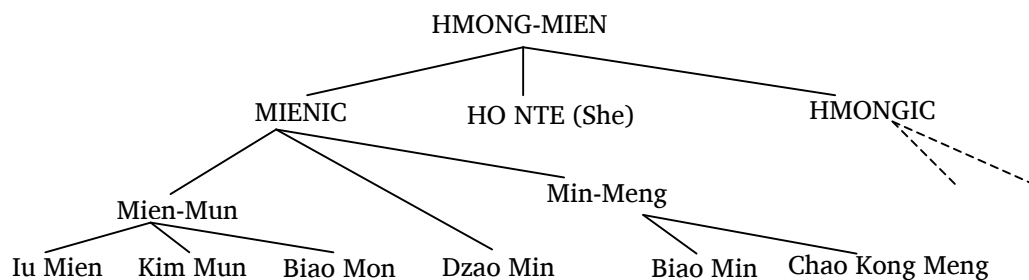 HMONG-MIEN
MIENIC HO NTE (She) HMONGIC
Mien-Mun Min-Meng
Iu Mien Kim Mun Biao Mon Dzao Min Biao Min Chao Kong Meng